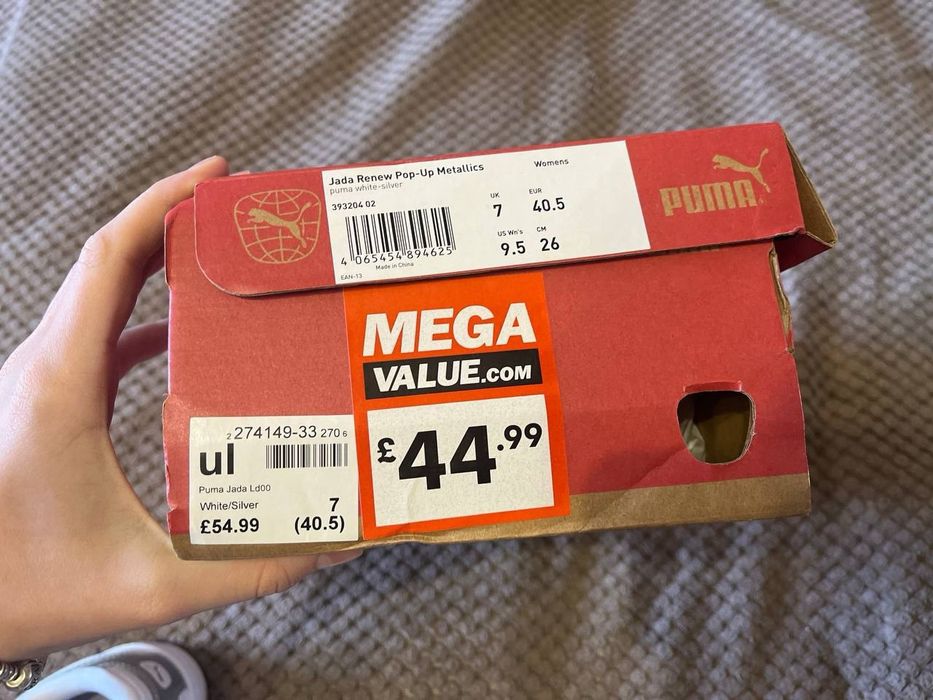 Jada Renew Pop-Up Metallics
puma white-silver
393204 02
4 065454 894625
Made in China
EAN-13
Womens
UK
7
EUR
40.5
US Wn's
9.5
CM
26
PUMA
MEGA
VALUE.COM
£44.99
2 274149-33 270 6
ul
Puma Jada Ld00
White/Silver 7
£54.99 (40.5)